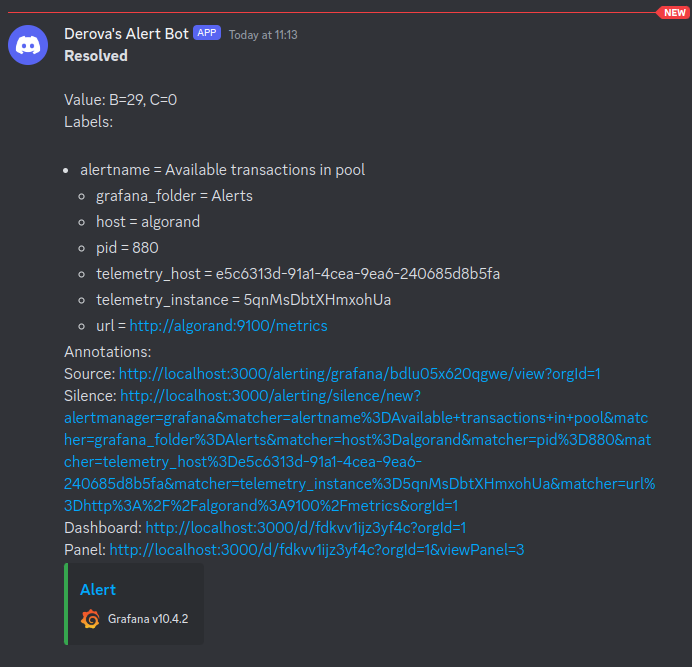 NEW
Derova's Alert Bot APP Today at 11:13
Resolved
Value: B=29, C=0
Labels:
• alertname = Available transactions in pool
◦ grafana_folder = Alerts
◦ host = algorand
◦ pid = 880
◦ telemetry_host = e5c6313d-91a1-4cea-9ea6-240685d8b5fa
◦ telemetry_instance = 5qnMsDbtXHmxohUa
◦ url = http://algorand:9100/metrics
Annotations:
Source: http://localhost:3000/alerting/grafana/bdlu05x620qgwe/view?orgId=1
Silence: http://localhost:3000/alerting/silence/new?
alertmanager=grafana&matcher=alertname%3DAvailable+transactions+in+pool&matc
her=grafana_folder%3DAlerts&matcher=host%3Dalgorand&matcher=pid%3D880&mat
cher=telemetry_host%3De5c6313d-91a1-4cea-9ea6-
240685d8b5fa&matcher=telemetry_instance%3D5qnMsDbtXHmxohUa&matcher=url%
3Dhttp%3A%2F%2Falgorand%3A9100%2Fmetrics&orgId=1
Dashboard: http://localhost:3000/d/fdkvv1ijz3yf4c?orgId=1
Panel: http://localhost:3000/d/fdkvv1ijz3yf4c?orgId=1&viewPanel=3
Alert
Grafana v10.4.2